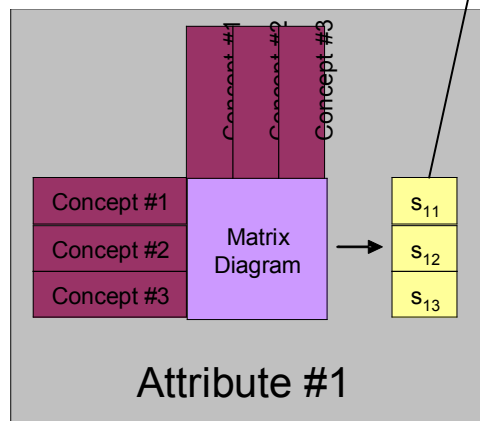 Concept #1
Concept #2
Concept #3
Concept #1
Concept #2
Concept #3
Matrix
Diagram
s₁₁
s₁₂
s₁₃
Attribute #1